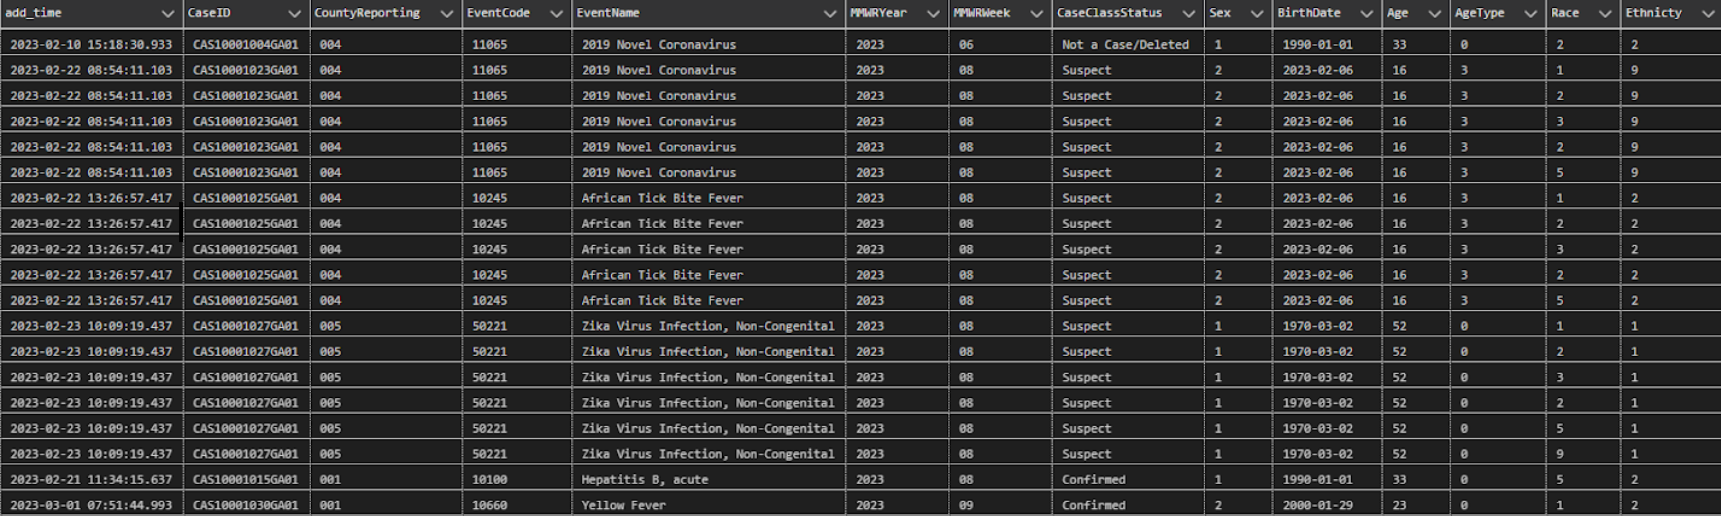 add_time CaseID CountyReporting EventCode EventName MMWRYear MMWRWeek CaseClassStatus Sex BirthDate Age AgeType Race Ethnicty
2023-02-10 15:18:30.933 CAS10001004GA01 004 11065 2019 Novel Coronavirus 2023 06 Not a Case/Deleted 1 1990-01-01 33 0 2 2
2023-02-22 08:54:11.103 CAS10001023GA01 004 11065 2019 Novel Coronavirus 2023 08 Suspect 2 2023-02-06 16 3 1 9
2023-02-22 08:54:11.103 CAS10001023GA01 004 11065 2019 Novel Coronavirus 2023 08 Suspect 2 2023-02-06 16 3 2 9
2023-02-22 08:54:11.103 CAS10001023GA01 004 11065 2019 Novel Coronavirus 2023 08 Suspect 2 2023-02-06 16 3 3 9
2023-02-22 08:54:11.103 CAS10001023GA01 004 11065 2019 Novel Coronavirus 2023 08 Suspect 2 2023-02-06 16 3 2 9
2023-02-22 08:54:11.103 CAS10001023GA01 004 11065 2019 Novel Coronavirus 2023 08 Suspect 2 2023-02-06 16 3 5 9
2023-02-22 13:26:57.417 CAS10001025GA01 004 10245 African Tick Bite Fever 2023 08 Suspect 2 2023-02-06 16 3 1 2
2023-02-22 13:26:57.417 CAS10001025GA01 004 10245 African Tick Bite Fever 2023 08 Suspect 2 2023-02-06 16 3 2 2
2023-02-22 13:26:57.417 CAS10001025GA01 004 10245 African Tick Bite Fever 2023 08 Suspect 2 2023-02-06 16 3 3 2
2023-02-22 13:26:57.417 CAS10001025GA01 004 10245 African Tick Bite Fever 2023 08 Suspect 2 2023-02-06 16 3 2 2
2023-02-22 13:26:57.417 CAS10001025GA01 004 10245 African Tick Bite Fever 2023 08 Suspect 2 2023-02-06 16 3 5 2
2023-02-23 10:09:19.437 CAS10001027GA01 005 50221 Zika Virus Infection, Non-Congenital 2023 08 Suspect 1 1970-03-02 52 0 1 1
2023-02-23 10:09:19.437 CAS10001027GA01 005 50221 Zika Virus Infection, Non-Congenital 2023 08 Suspect 1 1970-03-02 52 0 2 1
2023-02-23 10:09:19.437 CAS10001027GA01 005 50221 Zika Virus Infection, Non-Congenital 2023 08 Suspect 1 1970-03-02 52 0 3 1
2023-02-23 10:09:19.437 CAS10001027GA01 005 50221 Zika Virus Infection, Non-Congenital 2023 08 Suspect 1 1970-03-02 52 0 2 1
2023-02-23 10:09:19.437 CAS10001027GA01 005 50221 Zika Virus Infection, Non-Congenital 2023 08 Suspect 1 1970-03-02 52 0 5 1
2023-02-23 10:09:19.437 CAS10001027GA01 005 50221 Zika Virus Infection, Non-Congenital 2023 08 Suspect 1 1970-03-02 52 0 9 1
2023-02-21 11:34:15.637 CAS10001015GA01 001 10100 Hepatitis B, acute 2023 08 Confirmed 1 1990-01-01 33 0 5 2
2023-03-01 07:51:44.993 CAS10001030GA01 001 10660 Yellow Fever 2023 09 Confirmed 2 2000-01-29 23 0 1 2